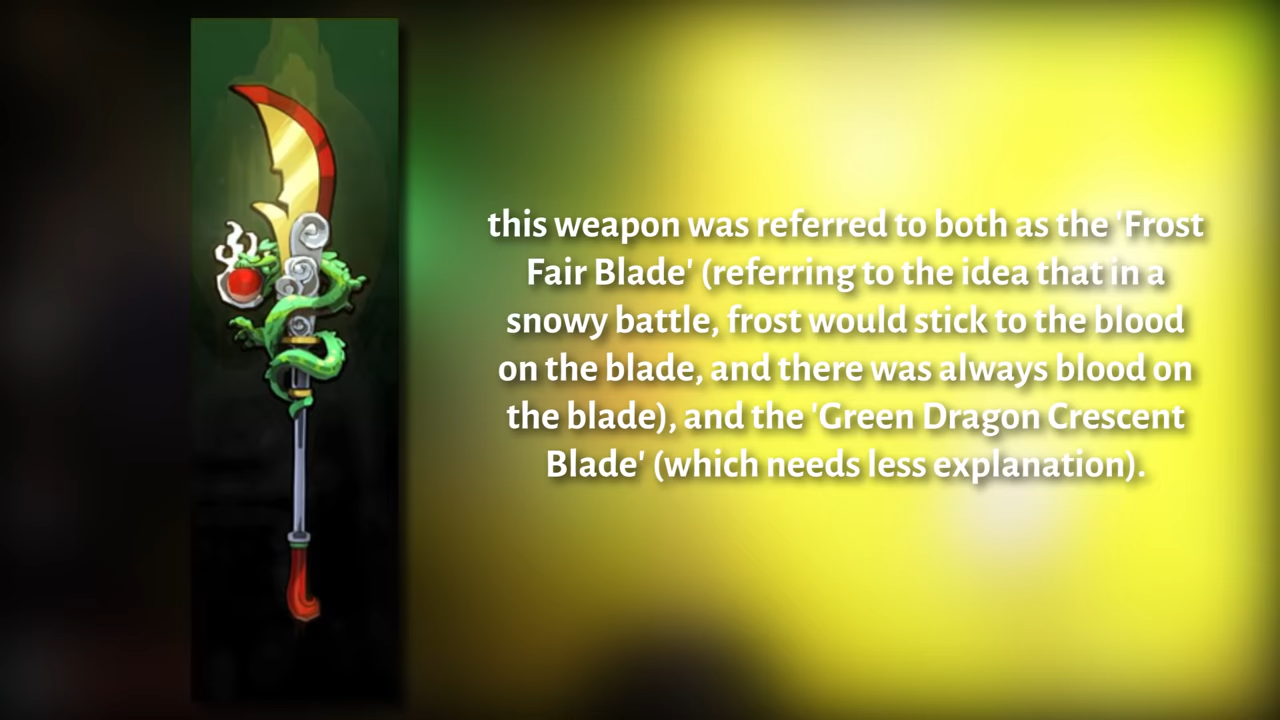 this weapon was referred to both as the 'Frost
Fair Blade' (referring to the idea that in a
snowy battle, frost would stick to the blood
on the blade, and there was always blood on
the blade), and the 'Green Dragon Crescent
Blade' (which needs less explanation).